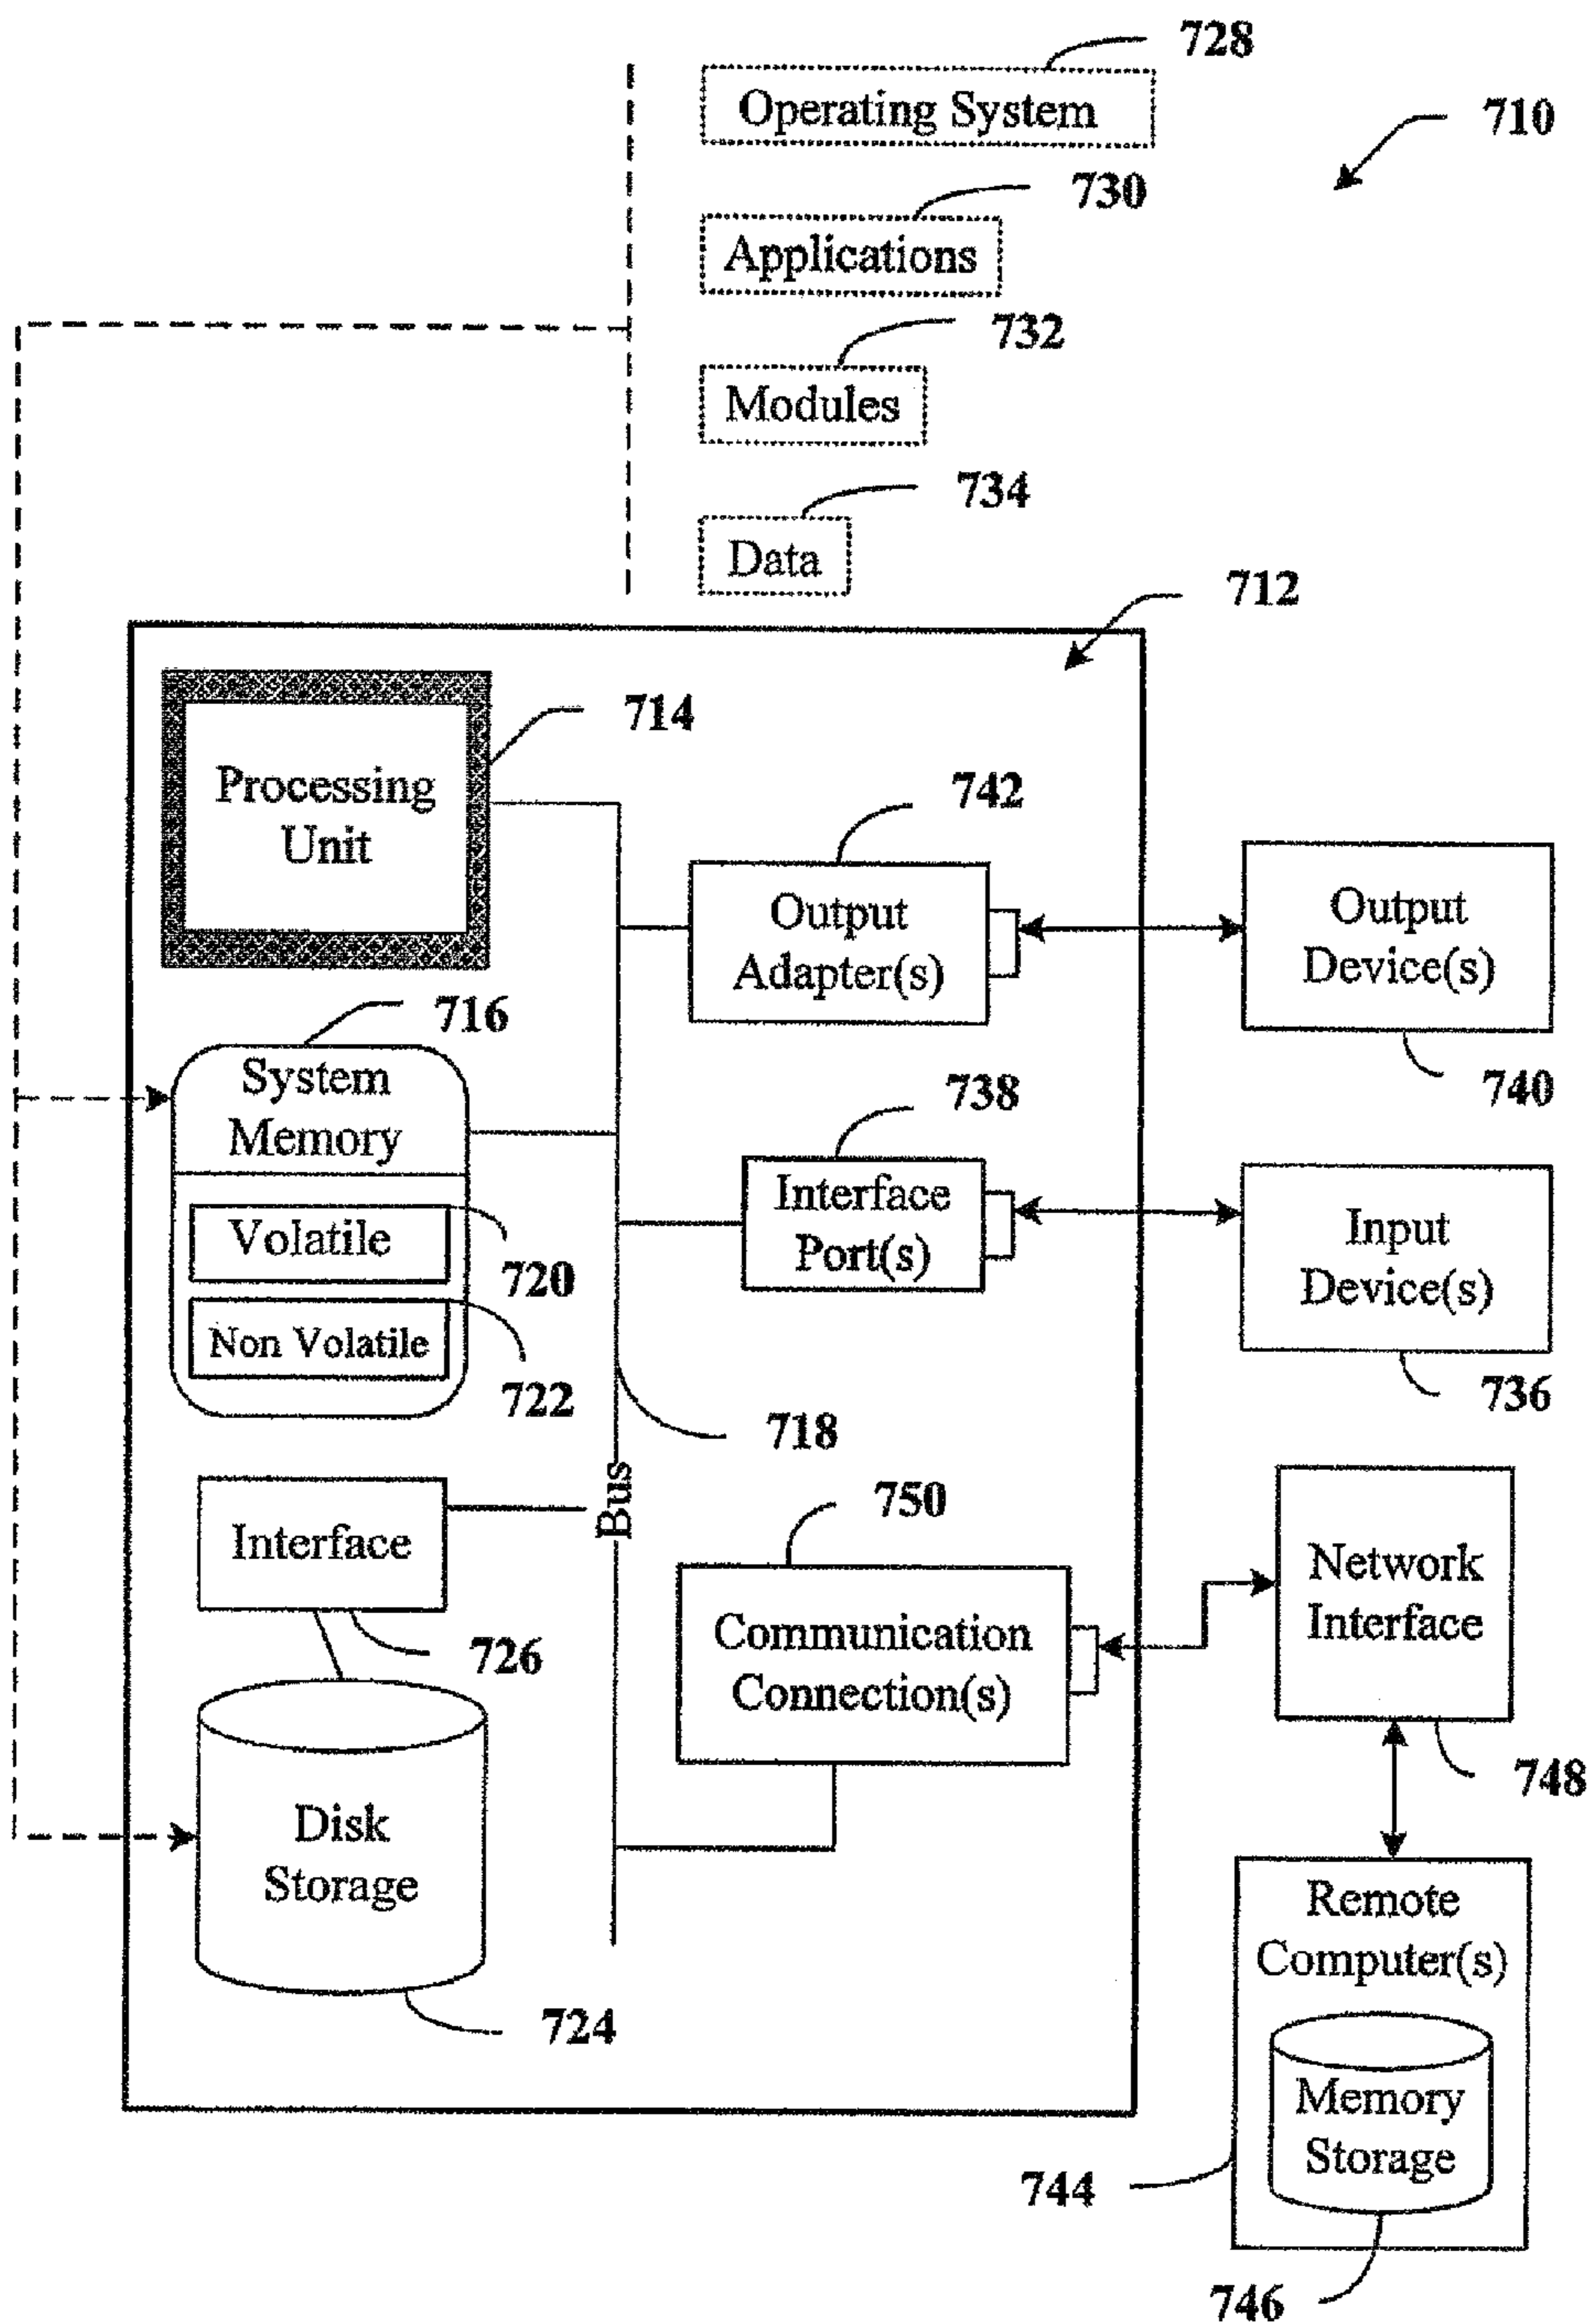 728
Operating System
710
730
Applications
732
Modules
734
Data
712
714
Processing
Unit
742
Output
Adapter(s)
Output
Device(s)
740
716
System
Memory
738
Interface
Port(s)
Volatile
720
Non Volatile
722
Input
Device(s)
736
718
Bus
Interface
726
750
Communication
Connection(s)
Network
Interface
748
Disk
Storage
724
Remote
Computer(s)
Memory
Storage
744
746